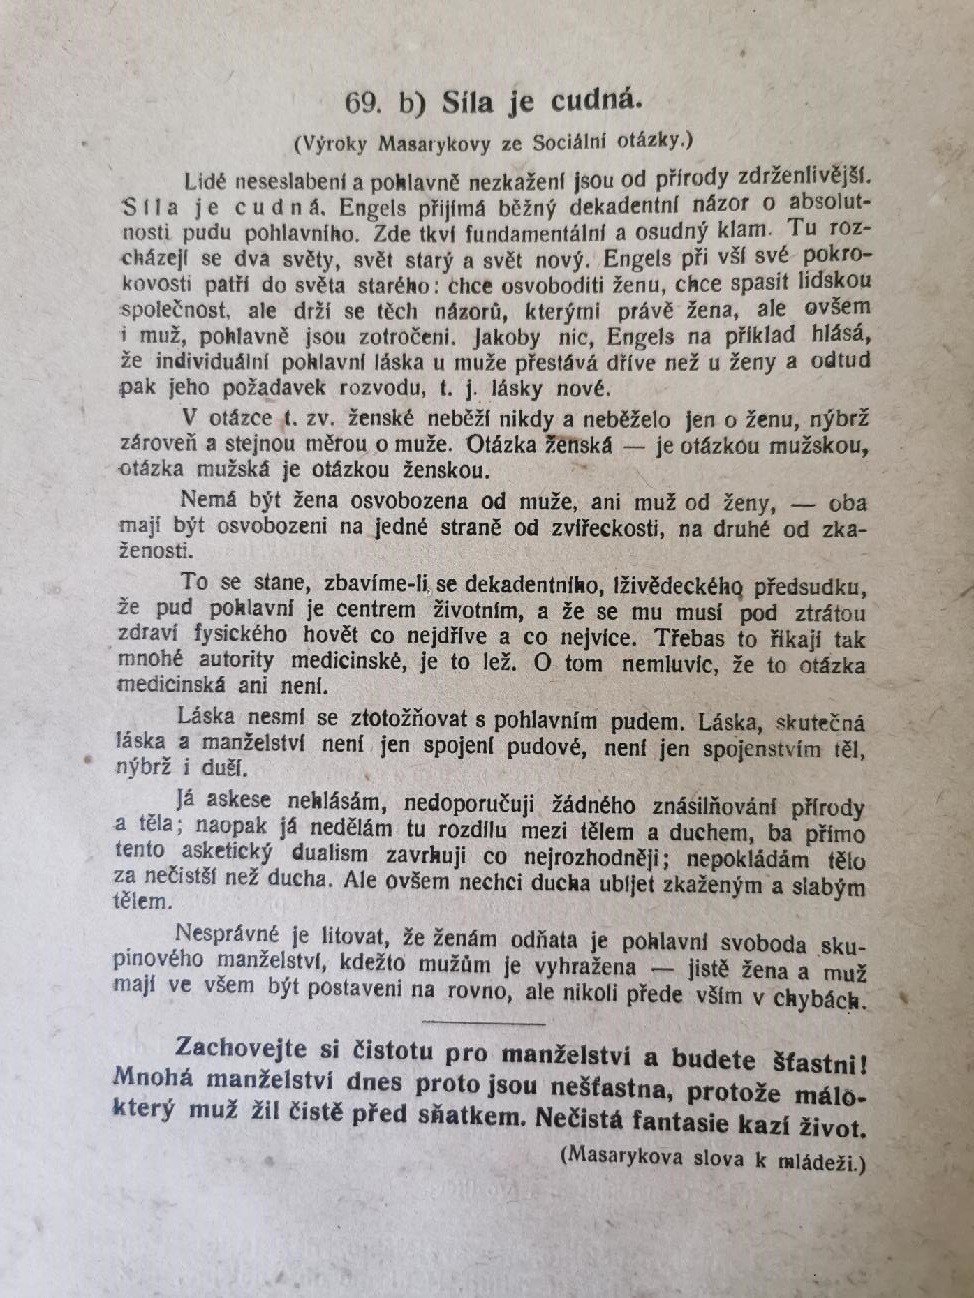 69. b) Síla je cudná.
(Výroky Masarykovy ze Sociální otázky.)
Lidé neseslabení a pohlavně nezkažení jsou od přírody zdrženlivější.
Síla je cudná. Engels přijímá běžný dekadentní názor o absolut-
nosti pudu pohlavního. Zde tkví fundamentální a osudný klam. Tu roz-
cházejí se dva světy, svět starý a svět nový. Engels při vší své pokro-
kovosti patří do světa starého: chce osvoboditi ženu, chce spasit lidskou
společnost, ale drží se těch názorů, kterými právě žena, ale ovšem
i muž, pohlavně jsou zotročeni. Jakoby nic, Engels na příklad hlásá,
že individuální pohlavní láska u muže přestává dříve než u ženy a odtud
pak jeho požadavek rozvodu, t. j. lásky nové.
V otázce t. zv. ženské neběží nikdy a neběželo jen o ženu, nýbrž
zároveň a stejnou měrou o muže. Otázka ženská — je otázkou mužskou,
otázka mužská je otázkou ženskou.
Nemá být žena osvobozena od muže, ani muž od ženy, — oba
mají být osvobozeni na jedné straně od zvířeckosti, na druhé od zka-
ženosti.
To se stane, zbavíme-li se dekadentního, lživědeckého předsudku,
že pud pohlavní je centrem životním, a že se mu musí pod ztrátou
zdraví fysického hovět co nejdříve a co nejvíce. Třebas to říkají tak
mnohé autority medicinské, je to lež. O tom nemluvíc, že to otázka
medicinská ani není.
Láska nesmí se ztotožňovat s pohlavním pudem. Láska, skutečná
láska a manželství není jen spojení pudové, není jen spojenstvím těl,
nýbrž i duší.
Já askese nehlásám, nedoporučuji žádného znásilňování přírody
a těla; naopak já nedělám tu rozdílu mezi tělem a duchem, ba přímo
tento asketický dualism zavrhuji co nejrozhodněji; nepokládám tělo
za nečistší než ducha. Ale ovšem nechci ducha ubíjet zkaženým a slabým
tělem.
Nesprávné je litovat, že ženám odňata je pohlavní svoboda sku-
pinového manželství, kdežto mužům je vyhražena — jistě žena a muž
mají ve všem být postaveni na rovno, ale nikoli přede vším v chybách.
Zachovejte si čistotu pro manželství a budete šťastni!
Mnohá manželství dnes proto jsou nešťastna, protože málo-
který muž žil čistě před sňatkem. Nečistá fantasie kazí život.
(Masarykova slova k mládeži.)